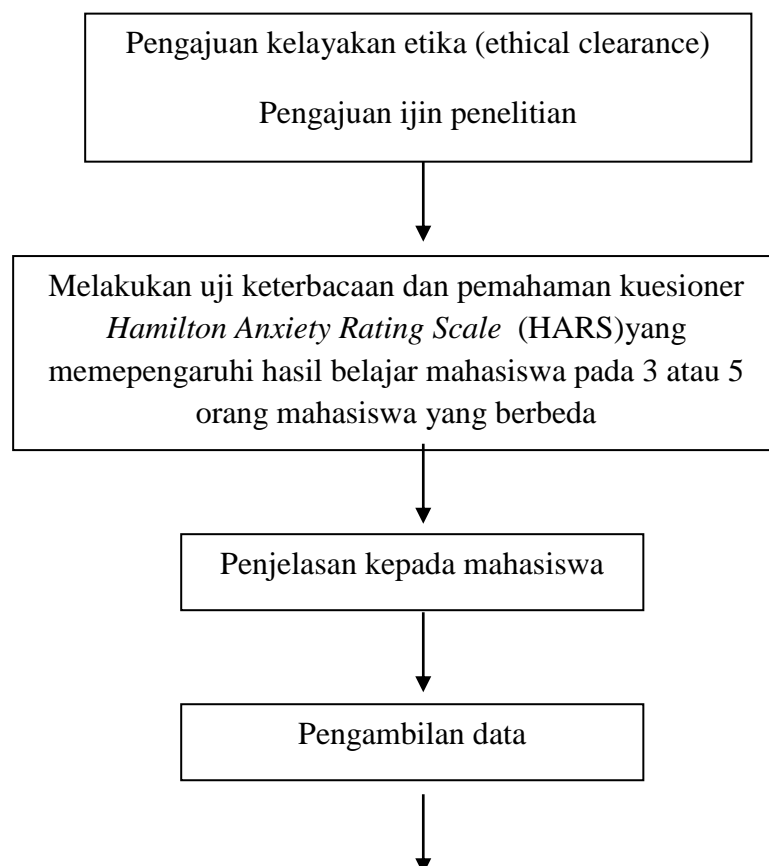 Pengajuan kelayakan etika (ethical clearance)
Pengajuan ijin penelitian
Melakukan uji keterbacaan dan pemahaman kuesioner
Hamilton Anxiety Rating Scale (HARS)yang
memepengaruhi hasil belajar mahasiswa pada 3 atau 5
orang mahasiswa yang berbeda
Penjelasan kepada mahasiswa
Pengambilan data